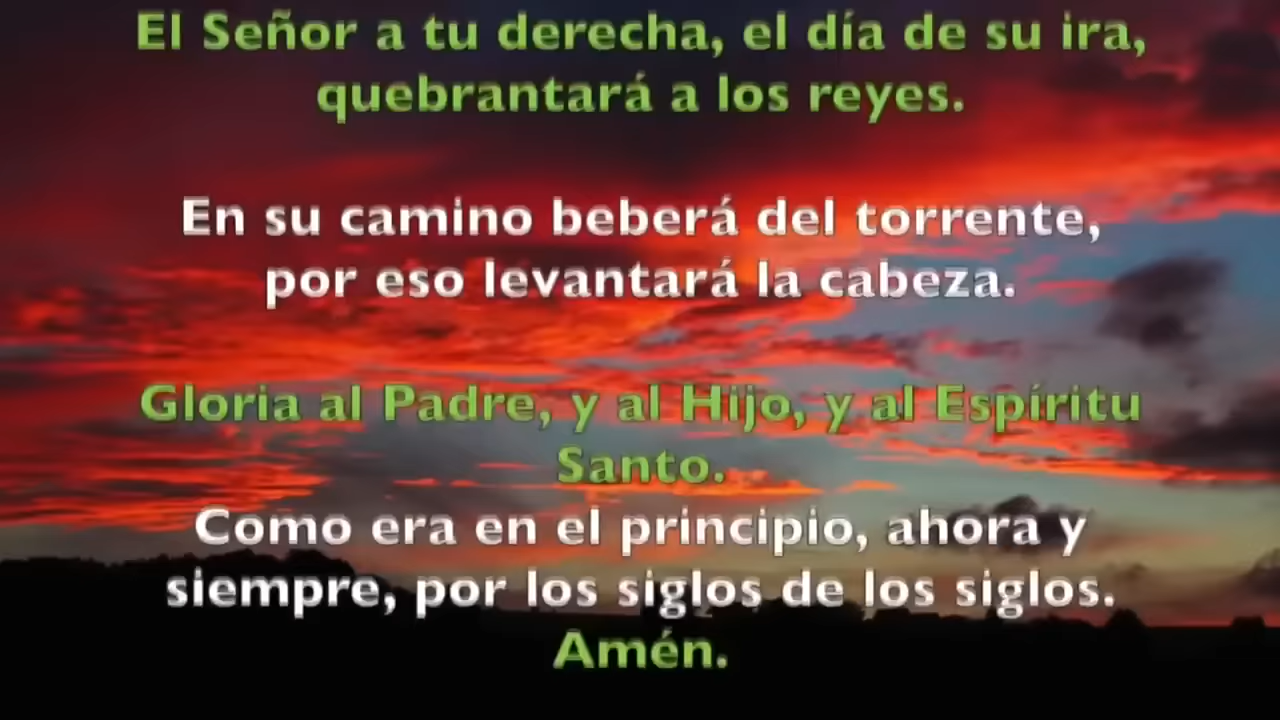 El Señor a tu derecha, el día de su ira,
quebrantará a los reyes.
En su camino beberá del torrente,
por eso levantará la cabeza.
Gloria al Padre, y al Hijo, y al Espíritu
Santo.
Como era en el principio, ahora y
siempre, por los siglos de los siglos.
Amén.